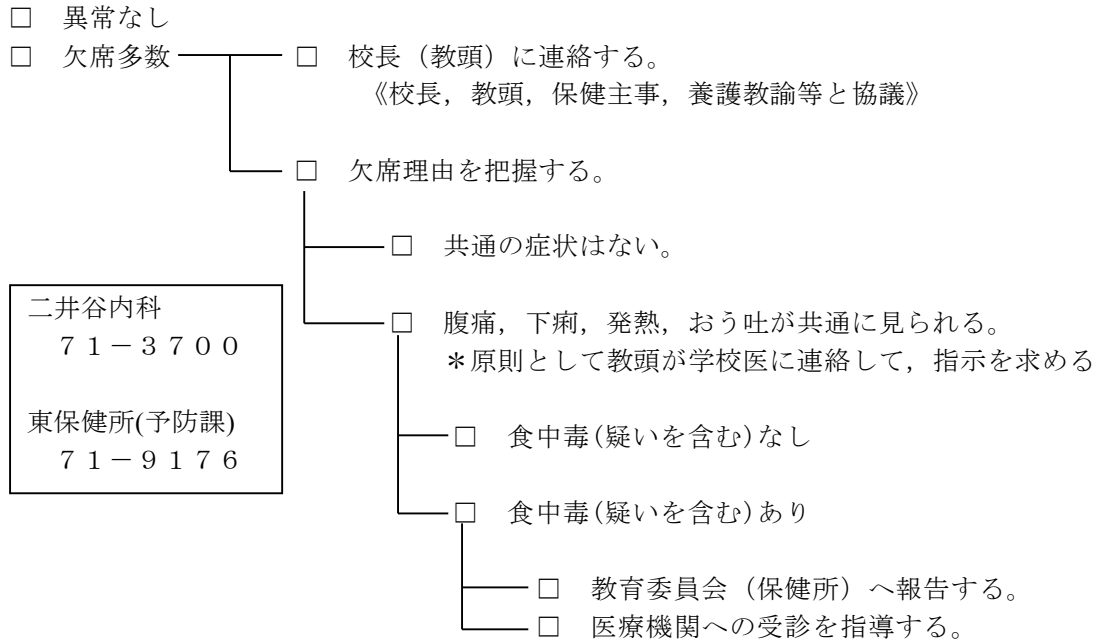 □ 異常なし
□ 欠席多数
□ 校長（教頭）に連絡する。
《校長，教頭，保健主事，養護教諭等と協議》
□ 欠席理由を把握する。
□ 共通の症状はない。
□ 腹痛，下痢，発熱，おう吐が共通に見られる。
＊原則として教頭が学校医に連絡して，指示を求める
□ 食中毒(疑いを含む)なし
□ 食中毒(疑いを含む)あり
□ 教育委員会（保健所）へ報告する。
□ 医療機関への受診を指導する。
二井谷内科
７１－３７００
東保健所(予防課)
７１－９１７６